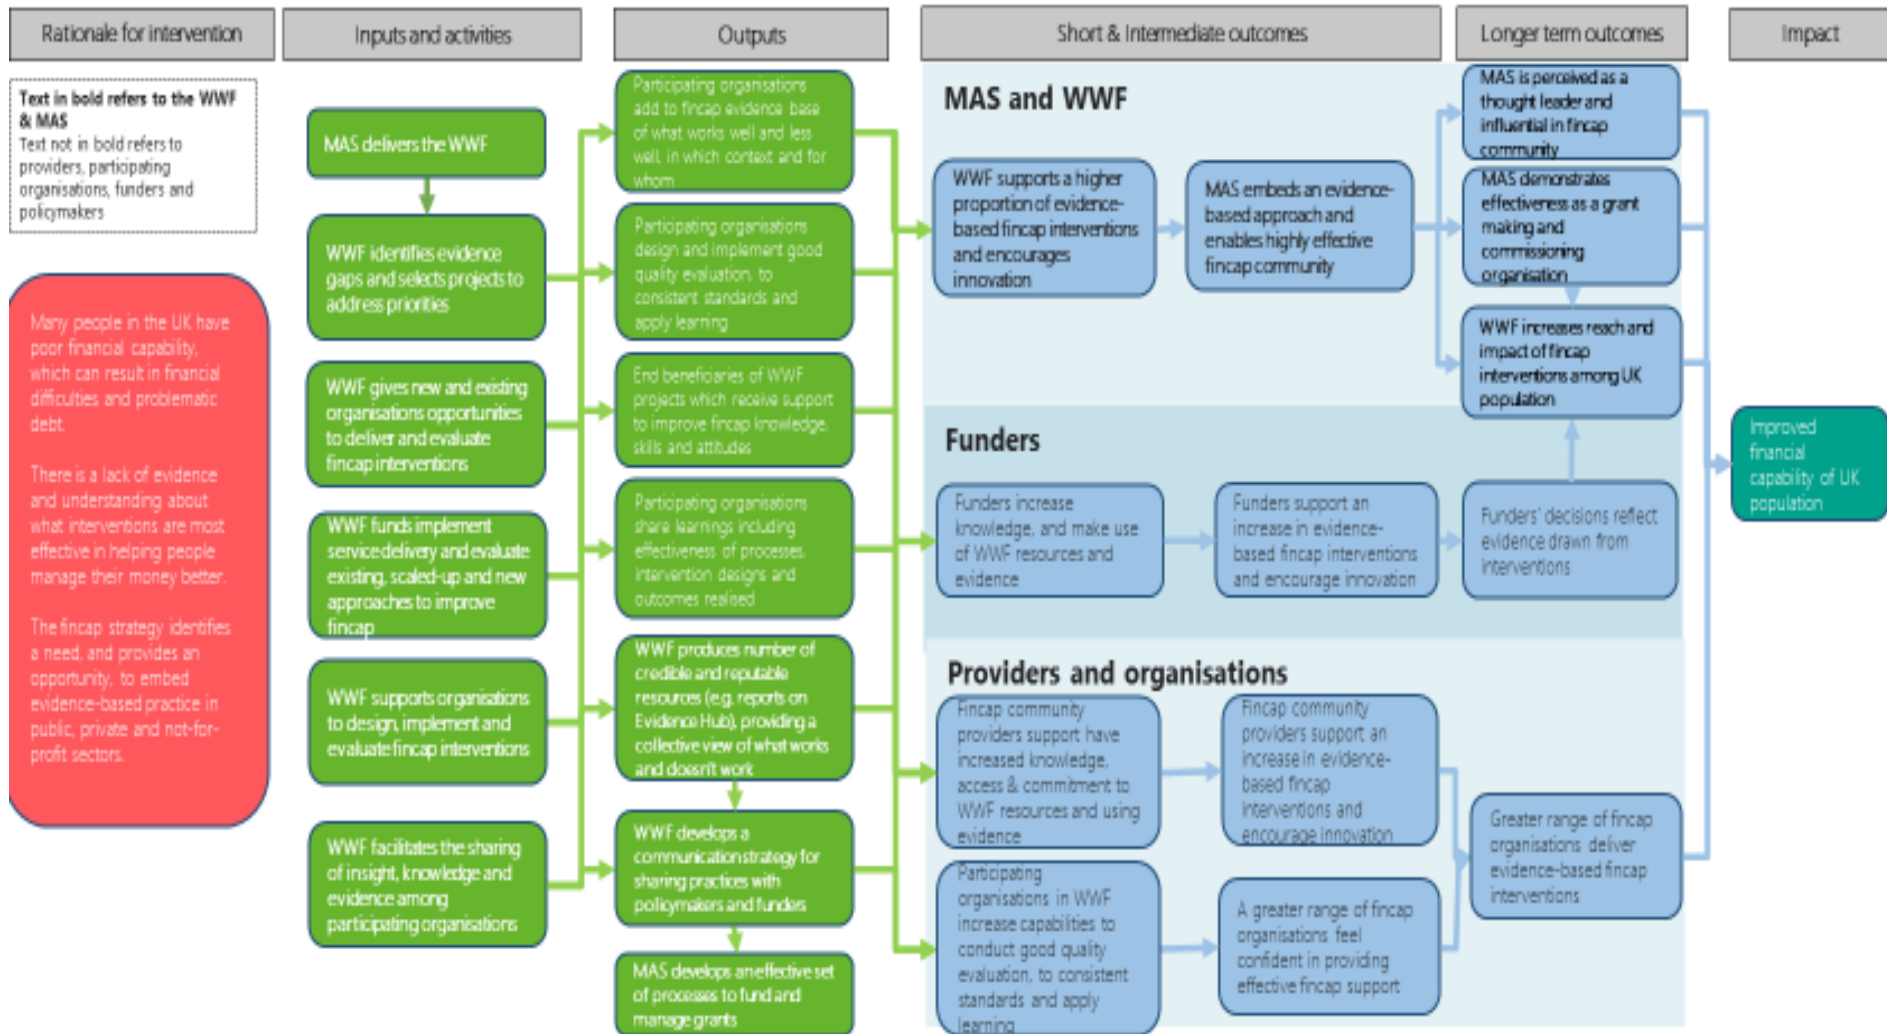 Rationale for intervention
Inputs and activities
Outputs
Short & Intermediate outcomes
Longer term outcomes
Impact
Text in bold refers to the WWF
& MAS
Text not in bold refers to
providers, participating
organisations, funders and
policymakers
Many people in the UK have
poor financial capability,
which can result in financial
difficulties and problematic
debt.
There is a lack of evidence
and understanding about
what interventions are most
effective in helping people
manage their money better.
The fincap strategy identifies
a need, and provides an
opportunity, to embed
evidence-based practice in
public, private and not-for-
profit sectors.
MAS delivers the WWF
WWF identifies evidence
gaps and selects projects to
address priorities
WWF gives new and existing
organisations opportunities
to deliver and evaluate
fincap interventions
WWF funds implement
service delivery and evaluate
existing, scaled-up and new
approaches to improve
fincap
WWF supports organisations
to design, implement and
evaluate fincap interventions
WWF facilitates the sharing
of insight, knowledge and
evidence among
participating organisations
Participating organisations
add to fincap evidence base
of what works well and less
well, in which context and for
whom
Participating organisations
design and implement good
quality evaluation, to
consistent standards and
apply learning
End beneficiaries of WWF
projects which receive support
to improve fincap knowledge,
skills and attitudes
Participating organisations
share learnings including
effectiveness of processes,
intervention designs and
outcomes realised
WWF produces number of
credible and reputable
resources (e.g. reports on
Evidence Hub), providing a
collective view of what works
and doesn't work
WWF develops a
communication strategy for
sharing practices with
policymakers and funders
MAS develops an effective set
of processes to fund and
manage grants
MAS and WWF
WWF supports a higher
proportion of evidence-
based fincap interventions
and encourages
innovation
MAS embeds an evidence-
based approach and
enables highly effective
fincap community
MAS is perceived as a
thought leader and
influential in fincap
community
MAS demonstrates
effectiveness as a grant
making and
commissioning
organisation
WWF increases reach and
impact of fincap
interventions among UK
population
Funders
Funders increase
knowledge, and make use
of WWF resources and
evidence
Funders support an
increase in evidence-
based fincap interventions
and encourage innovation
Funders' decisions reflect
evidence drawn from
interventions
Providers and organisations
Fincap community
providers support have
increased knowledge,
access & commitment to
WWF resources and using
evidence
Fincap community
providers support an
increase in evidence-
based fincap
interventions and
encourage innovation
Participating
organisations in WWF
increase capabilities to
conduct good quality
evaluation, to consistent
standards and apply
learning
A greater range of fincap
organisations feel
confident in providing
effective fincap support
Greater range of fincap
organisations deliver
evidence-based fincap
interventions
Improved
financial
capability of UK
population